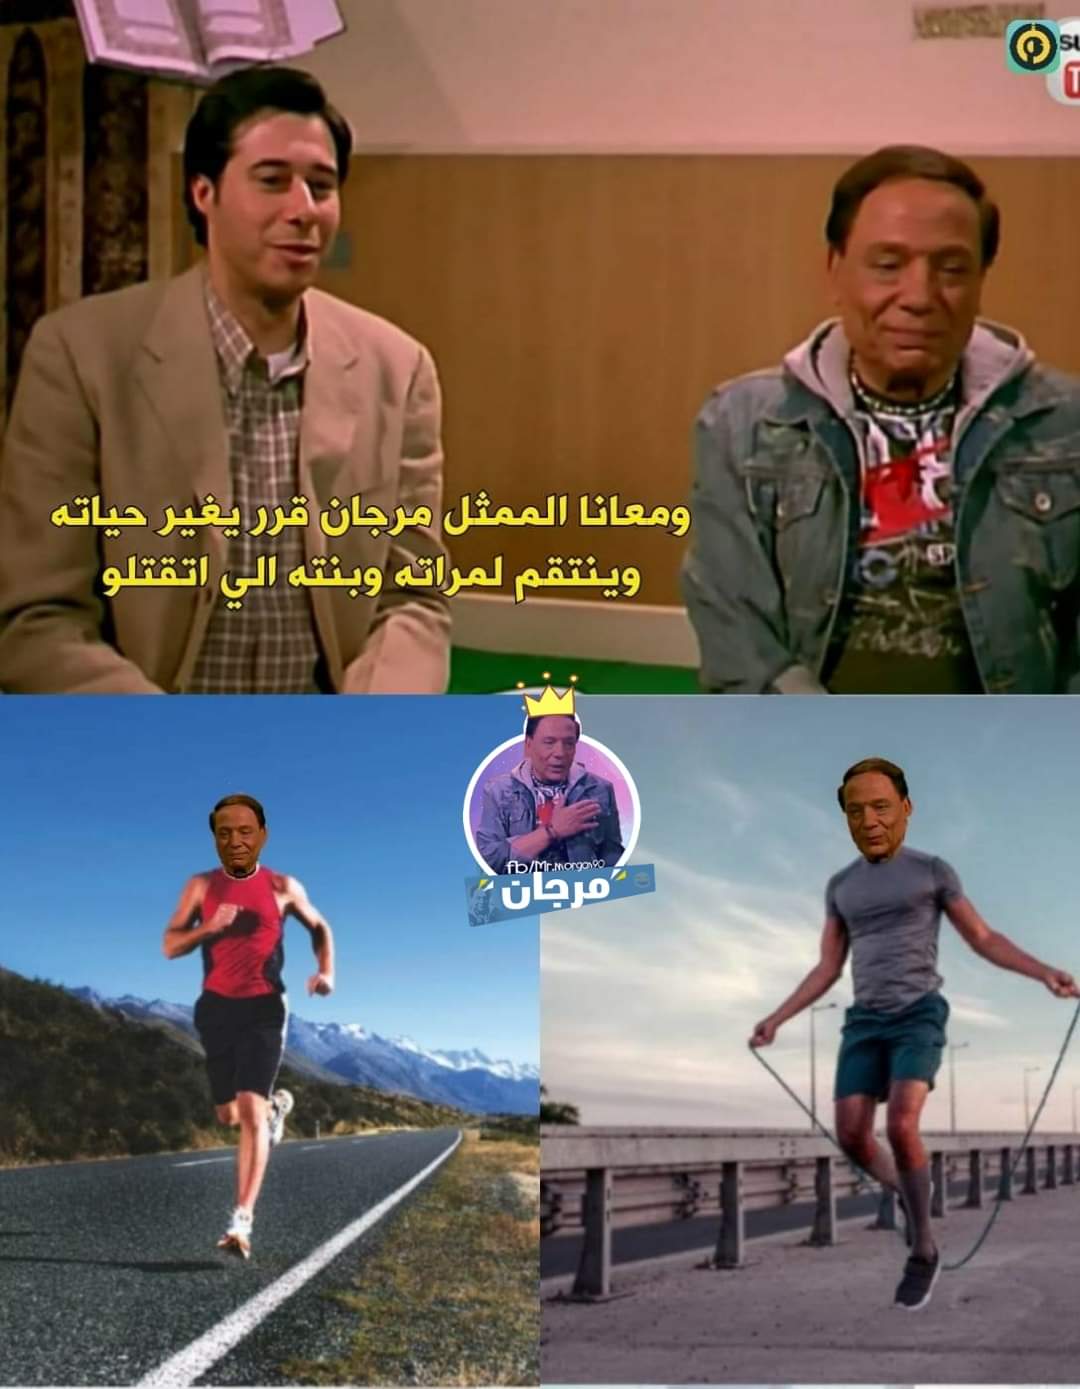 ومعانا الممثل مرجان قرر يغير حياته
وينتقم لمراته وبنته الي اتقتلو
fb/Mr.morgan90
مرجان